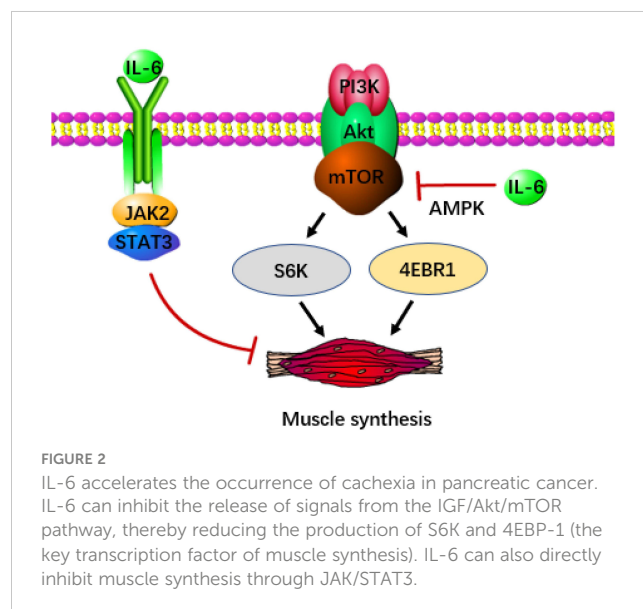 IL-6
PI3K
Akt
mTOR
IL-6
AMPK
JAK2
STAT3
S6K
4EBR1
Muscle synthesis
FIGURE 2
IL-6 accelerates the occurrence of cachexia in pancreatic cancer.
IL-6 can inhibit the release of signals from the IGF/Akt/mTOR
pathway, thereby reducing the production of S6K and 4EBP-1 (the
key transcription factor of muscle synthesis). IL-6 can also directly
inhibit muscle synthesis through JAK/STAT3.